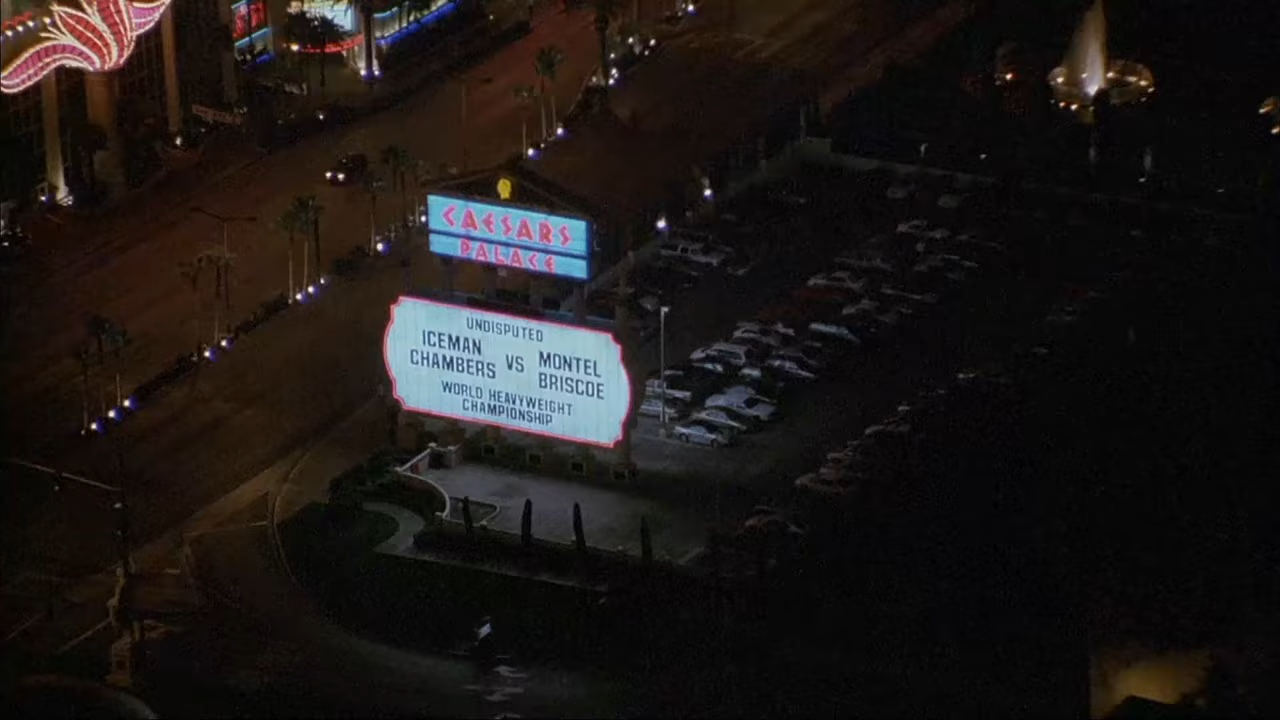 CAESARS
PALACE
UNDISPUTED
ICEMAN CHAMBERS VS MONTEL BRISCOE
WORLD HEAVYWEIGHT
CHAMPIONSHIP